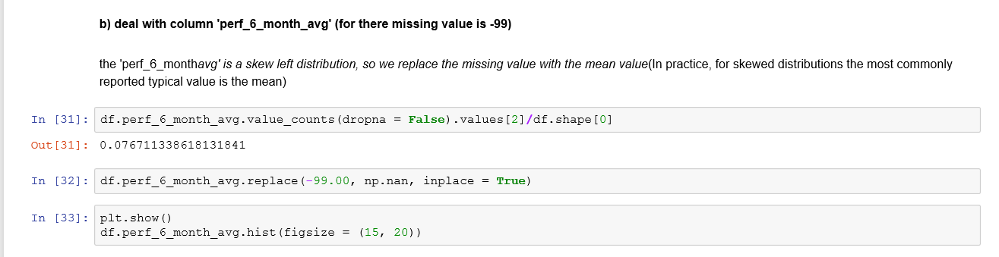 b) deal with column 'perf_6_month_avg' (for there missing value is -99)
the 'perf_6_monthavg' is a skew left distribution, so we replace the missing value with the mean value(In practice, for skewed distributions the most commonly
reported typical value is the mean)
In [31]: df.perf_6_month_avg.value_counts(dropna = False).values[2]/df.shape[0]
Out[31]: 0.076711338618131841
In [32]: df.perf_6_month_avg.replace(-99.00, np.nan, inplace = True)
In [33]: plt.show()
df.perf_6_month_avg.hist(figsize = (15, 20))